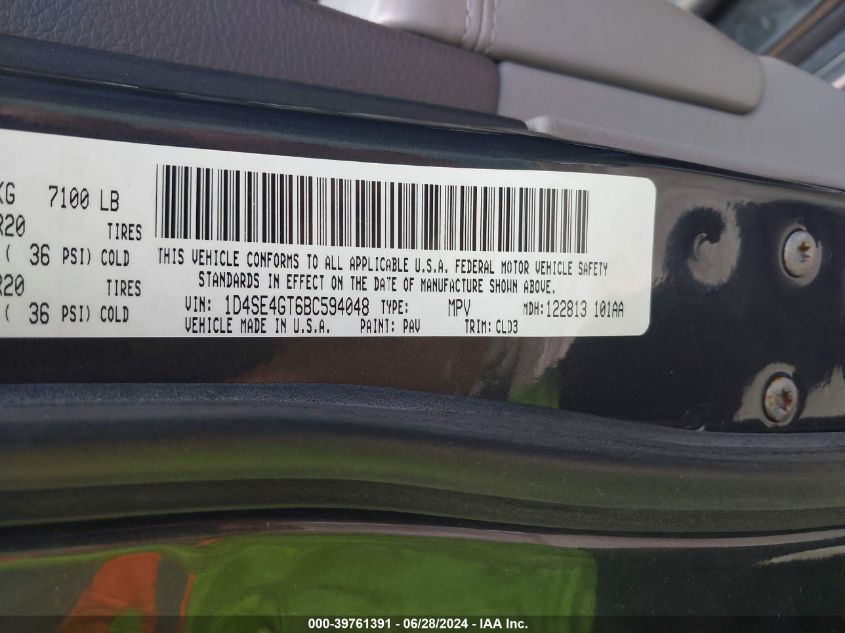 KG 7100 LB
R20 TIRES
( 36 PSI) COLD
R20 TIRES
( 36 PSI) COLD
THIS VEHICLE CONFORMS TO ALL APPLICABLE U.S.A. FEDERAL MOTOR VEHICLE SAFETY
STANDARDS IN EFFECT ON THE DATE OF MANUFACTURE SHOWN ABOVE.
VIN: 1D4SE4GT6BC594048 TYPE: MPV MDH: 122813 101AA
VEHICLE MADE IN U.S.A. PAINT: PAV TRIM: CLD3
000-39761391 - 06/28/2024 - IAA Inc.